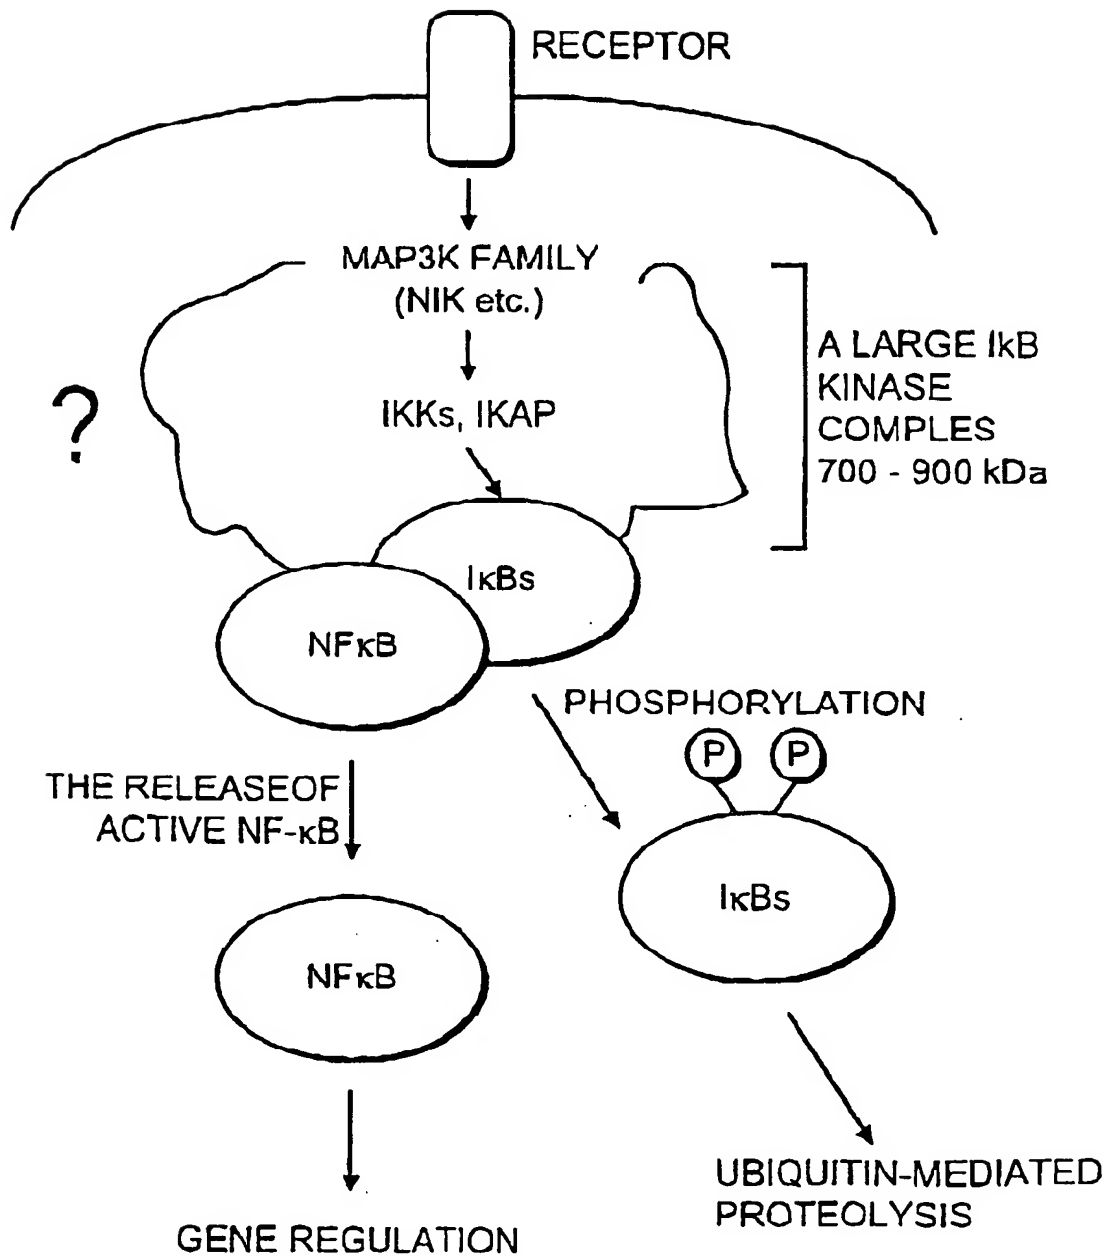 RECEPTOR
MAP3K FAMILY
(NIK etc.)
A LARGE IkB
KINASE
COMPLES
700 - 900 kDa
?
IKKs, IKAP
IκBs
NFκB
PHOSPHORYLATION
P P
THE RELEASEOF
ACTIVE NF-κB
IκBs
NFκB
UBIQUITIN-MEDIATED
PROTEOLYSIS
GENE REGULATION